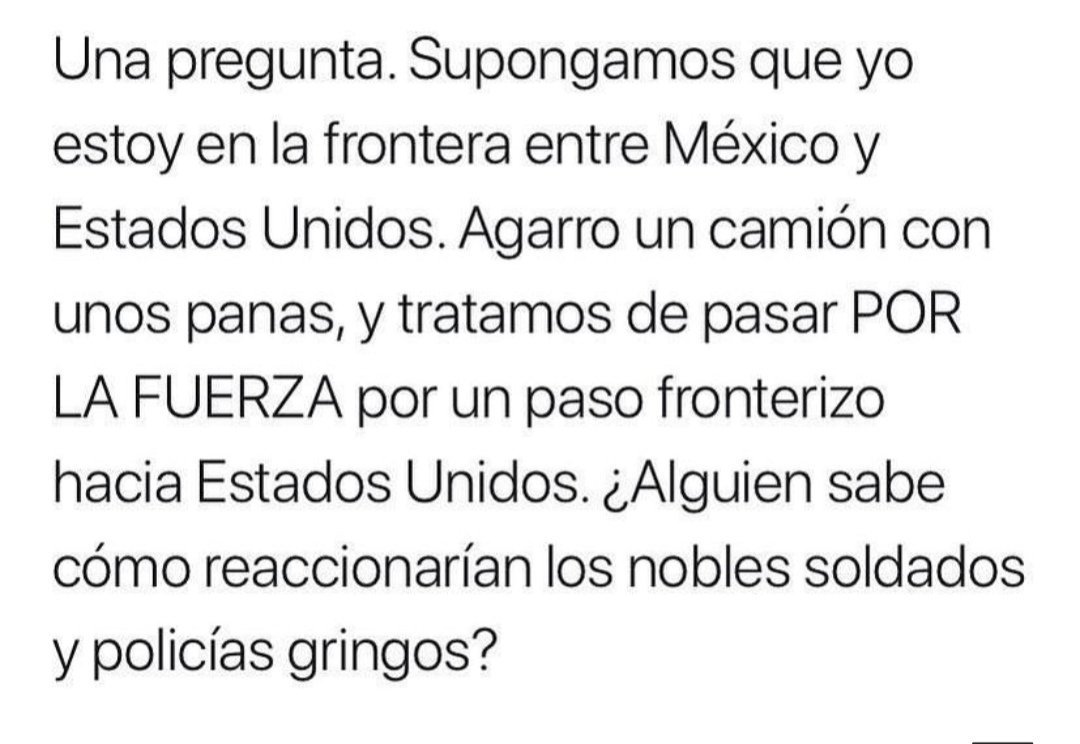 Una pregunta. Supongamos que yo
estoy en la frontera entre México y
Estados Unidos. Agarro un camión con
unos panas, y tratamos de pasar POR
LA FUERZA por un paso fronterizo
hacia Estados Unidos. ¿Alguien sabe
cómo reaccionarían los nobles soldados
y policías gringos?